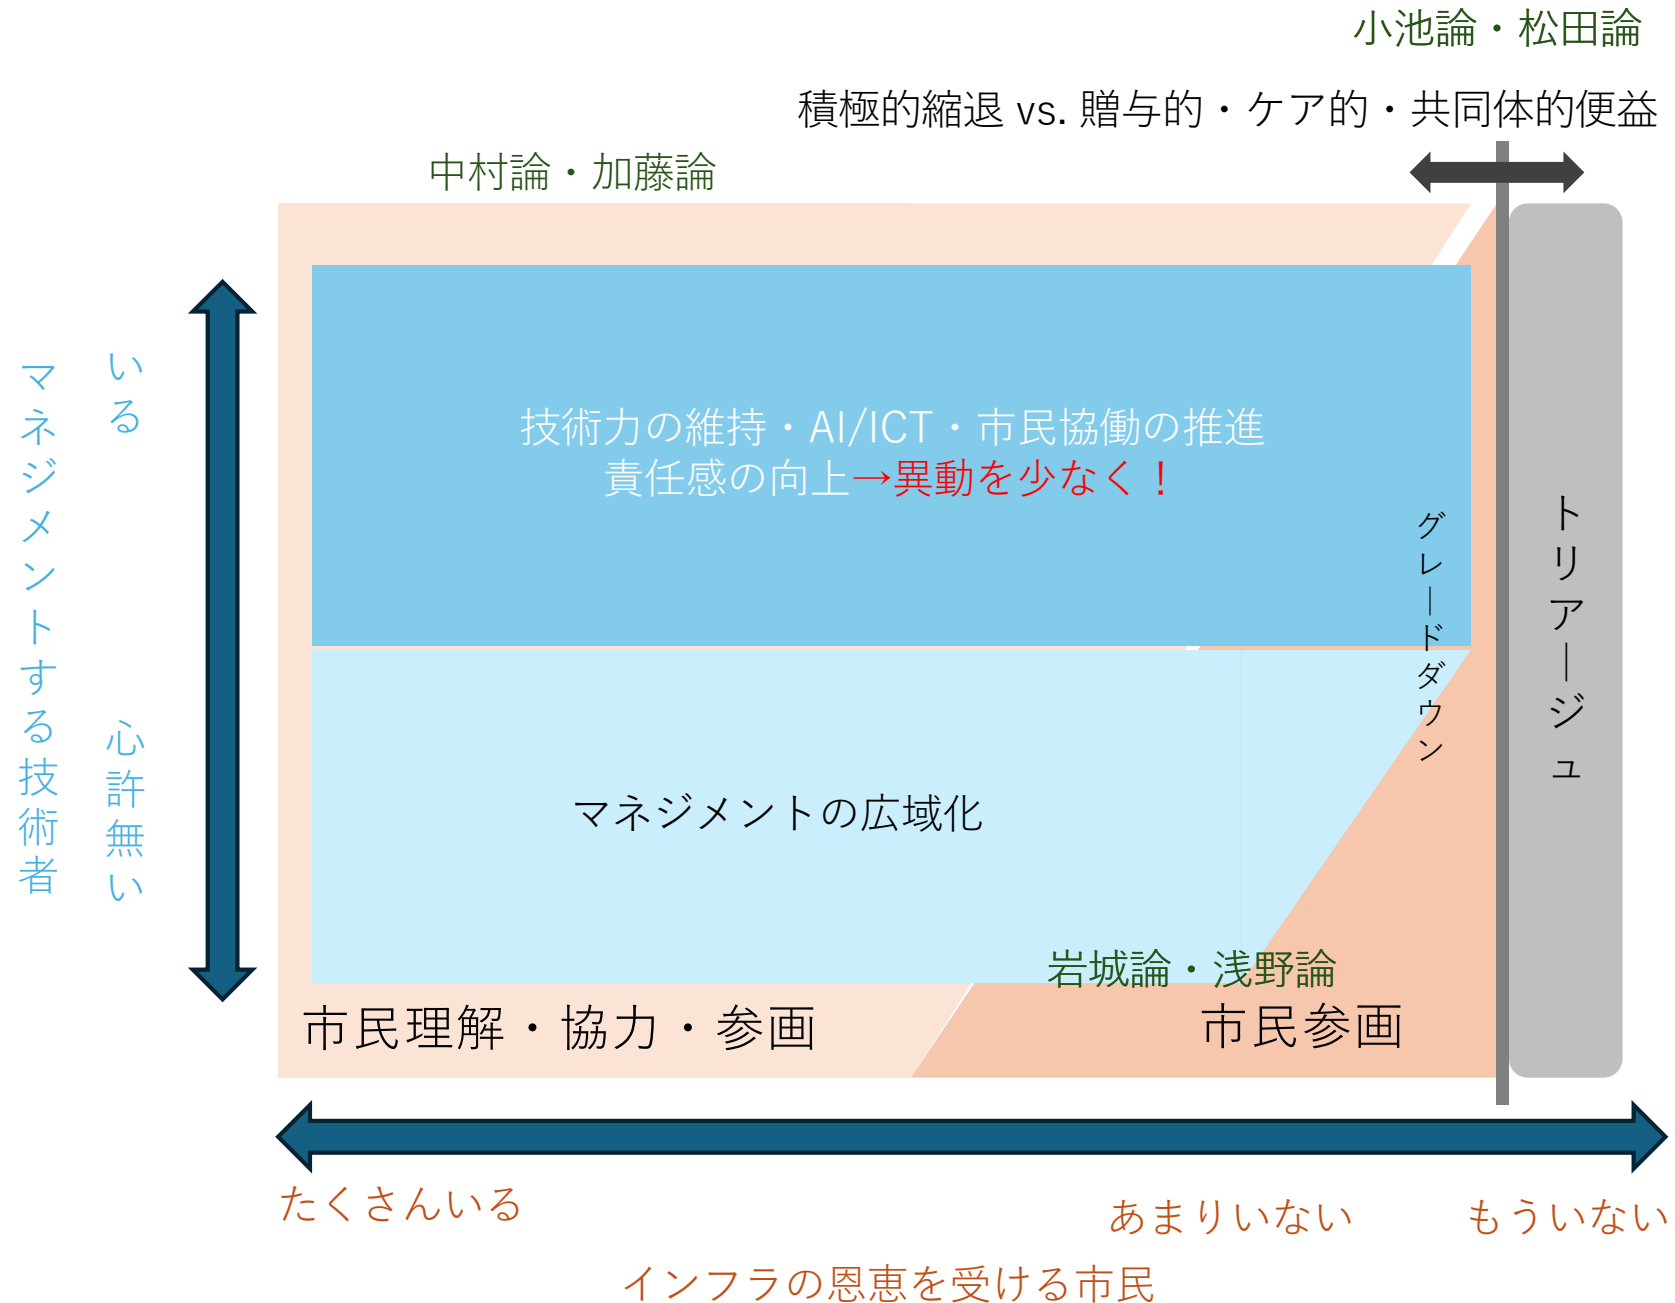 小池論・松田論
積極的縮退 vs. 贈与的・ケア的・共同体的便益
中村論・加藤論
マネジメントする技術者
いる
心許無い
技術力の維持・AI/ICT・市民協働の推進
責任感の向上→異動を少なく！
グレードダウン
トリアージュ
マネジメントの広域化
岩城論・浅野論
市民理解・協力・参画
市民参画
たくさんいる
あまりいない
もういない
インフラの恩恵を受ける市民